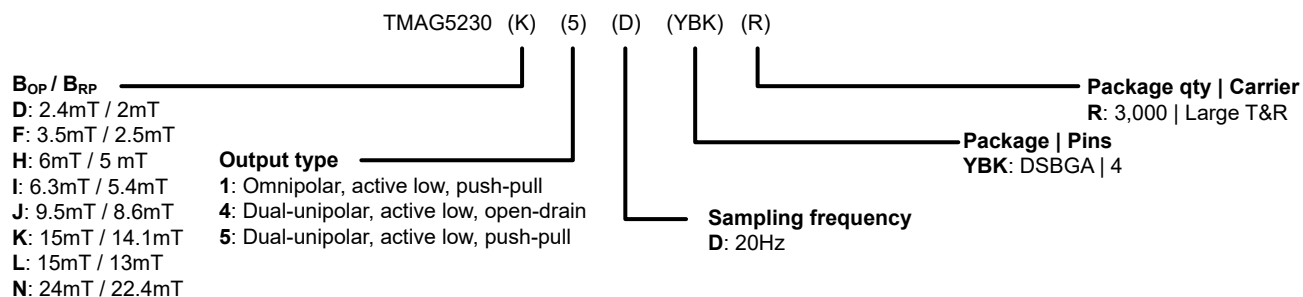 TMAG5230 (K) (5) (D) (YBK) (R)
BOP / BRP
D: 2.4mT / 2mT
F: 3.5mT / 2.5mT
H: 6mT / 5 mT
I: 6.3mT / 5.4mT
J: 9.5mT / 8.6mT
K: 15mT / 14.1mT
L: 15mT / 13mT
N: 24mT / 22.4mT
Output type
1: Omnipolar, active low, push-pull
4: Dual-unipolar, active low, open-drain
5: Dual-unipolar, active low, push-pull
Sampling frequency
D: 20Hz
Package | Pins
YBK: DSBGA | 4
Package qty | Carrier
R: 3,000 | Large T&R